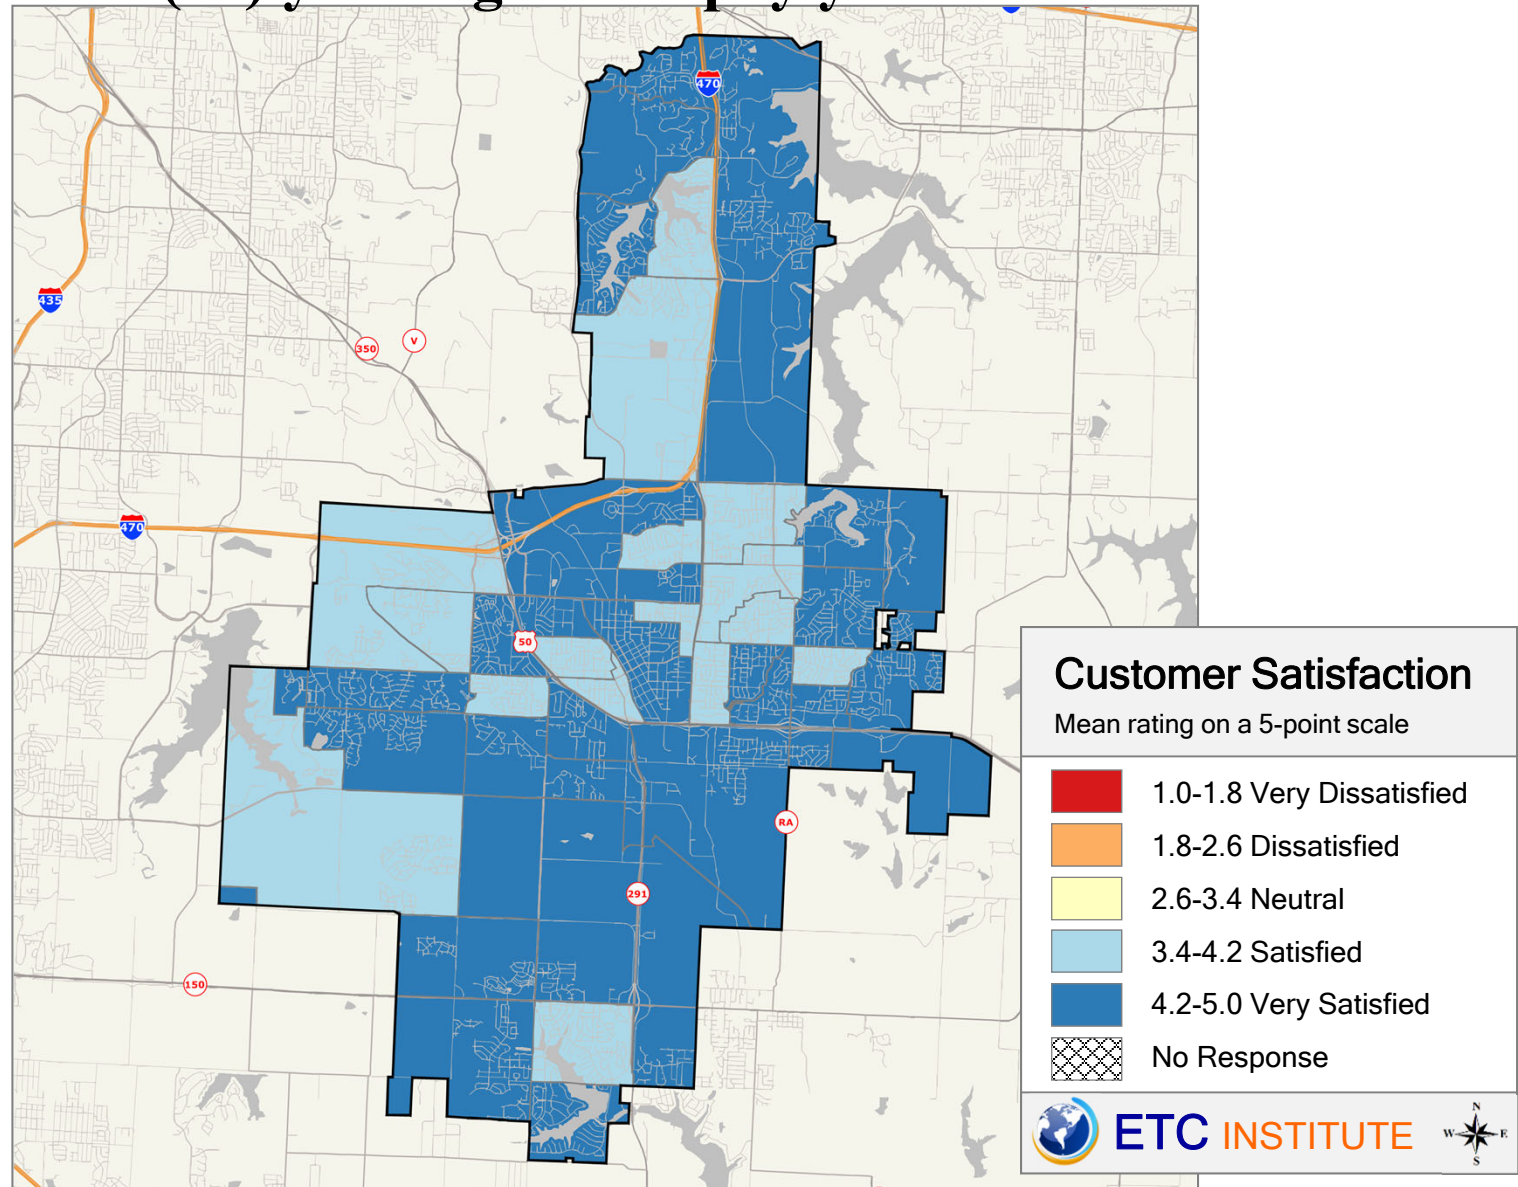 470
435
350
V
470
50
RA
291
150
Customer Satisfaction
Mean rating on a 5-point scale
1.0-1.8 Very Dissatisfied
1.8-2.6 Dissatisfied
2.6-3.4 Neutral
3.4-4.2 Satisfied
4.2-5.0 Very Satisfied
No Response
ETC INSTITUTE
N
W E
S